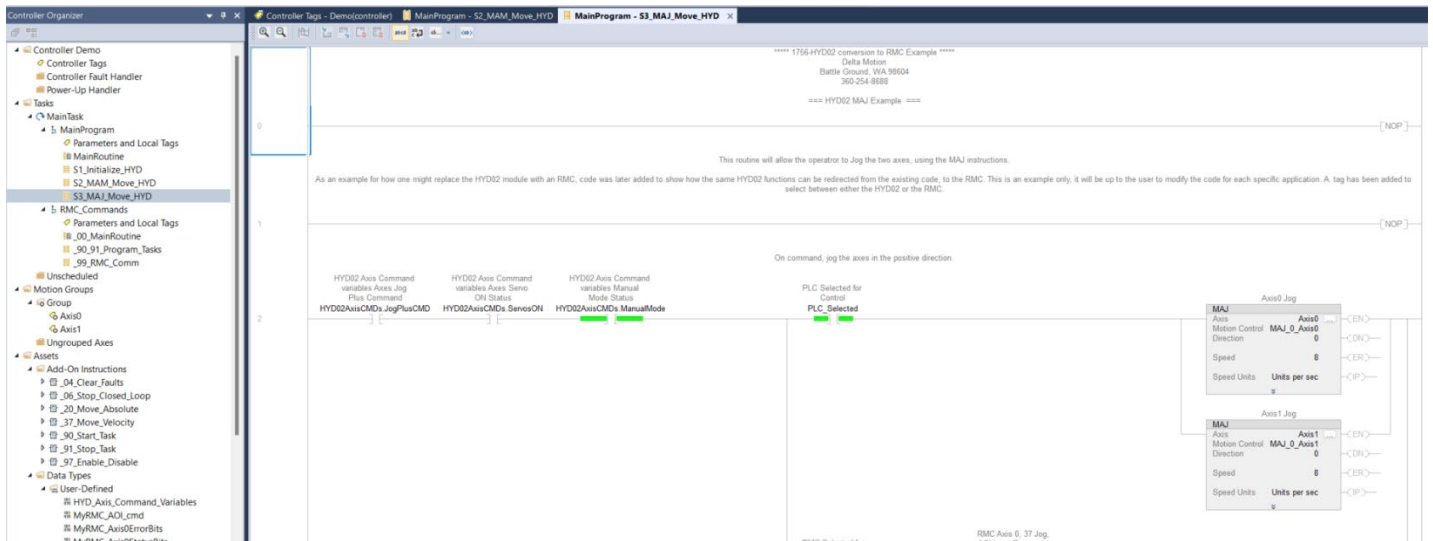 Controller Organizer
Controller Tags - Demo(controller)
MainProgram - S2_MAM_Move_HYD
MainProgram - S3_MAJ_Move_HYD
Controller Demo
Controller Tags
Controller Fault Handler
Power-Up Handler
Tasks
MainTask
MainProgram
Parameters and Local Tags
MainRoutine
S1_Initialize_HYD
S2_MAM_Move_HYD
S3_MAJ_Move_HYD
RMC_Commands
Parameters and Local Tags
_00_MainRoutine
_90_91_Program_Tasks
_99_RMC_Comm
Unscheduled
Motion Groups
Group
Axis0
Axis1
Ungrouped Axes
Assets
Add-On Instructions
_04_Clear_Faults
_06_Stop_Closed_Loop
_20_Move_Absolute
_37_Move_Velocity
_90_Start_Task
_91_Stop_Task
_97_Enable_Disable
Data Types
User-Defined
HYD_Axis_Command_Variables
MyRMC_AOI_cmd
MyRMC_Axis0ErrorBits
MyRMC_Axis0StatusBits
***** 1756-HYD02 conversion to RMC Example *****
Delta Motion
Battle Ground, WA 98604
360-254-8688
=== HYD02 MAJ Example ===
0
NOP
This routine will allow the operatror to Jog the two axes, using the MAJ instructions.
As an example for how one might replace the HYD02 module with an RMC, code was later added to show how the same HYD02 functions can be redirected from the existing code, to the RMC. This is an example only, it will be up to the user to modify the code for each specific application. A tag has been added to
select between either the HYD02 or the RMC.
1
NOP
On command, jog the axes in the positive direction.
HYD02 Axis Command
variables Axes Jog
Plus Command
HYD02AxisCMDs.JogPlusCMD
HYD02 Axis Command
variables Axes Servo
ON Status
HYD02AxisCMDs.ServosON
HYD02 Axis Command
variables Manual
Mode Status
HYD02AxisCMDs.ManualMode
PLC Selected for
Control
PLC_Selected
2
Axis0 Jog
MAJ
Axis Axis0 ... EN
Motion Control MAJ_0_Axis0
Direction 0 DN
Speed 8 ER
Speed Units Units per sec IP
Axis1 Jog
MAJ
Axis Axis1 ... EN
Motion Control MAJ_0_Axis1
Direction 0 DN
Speed 8 ER
Speed Units Units per sec IP
RMC Axis 0, 37 Jog,